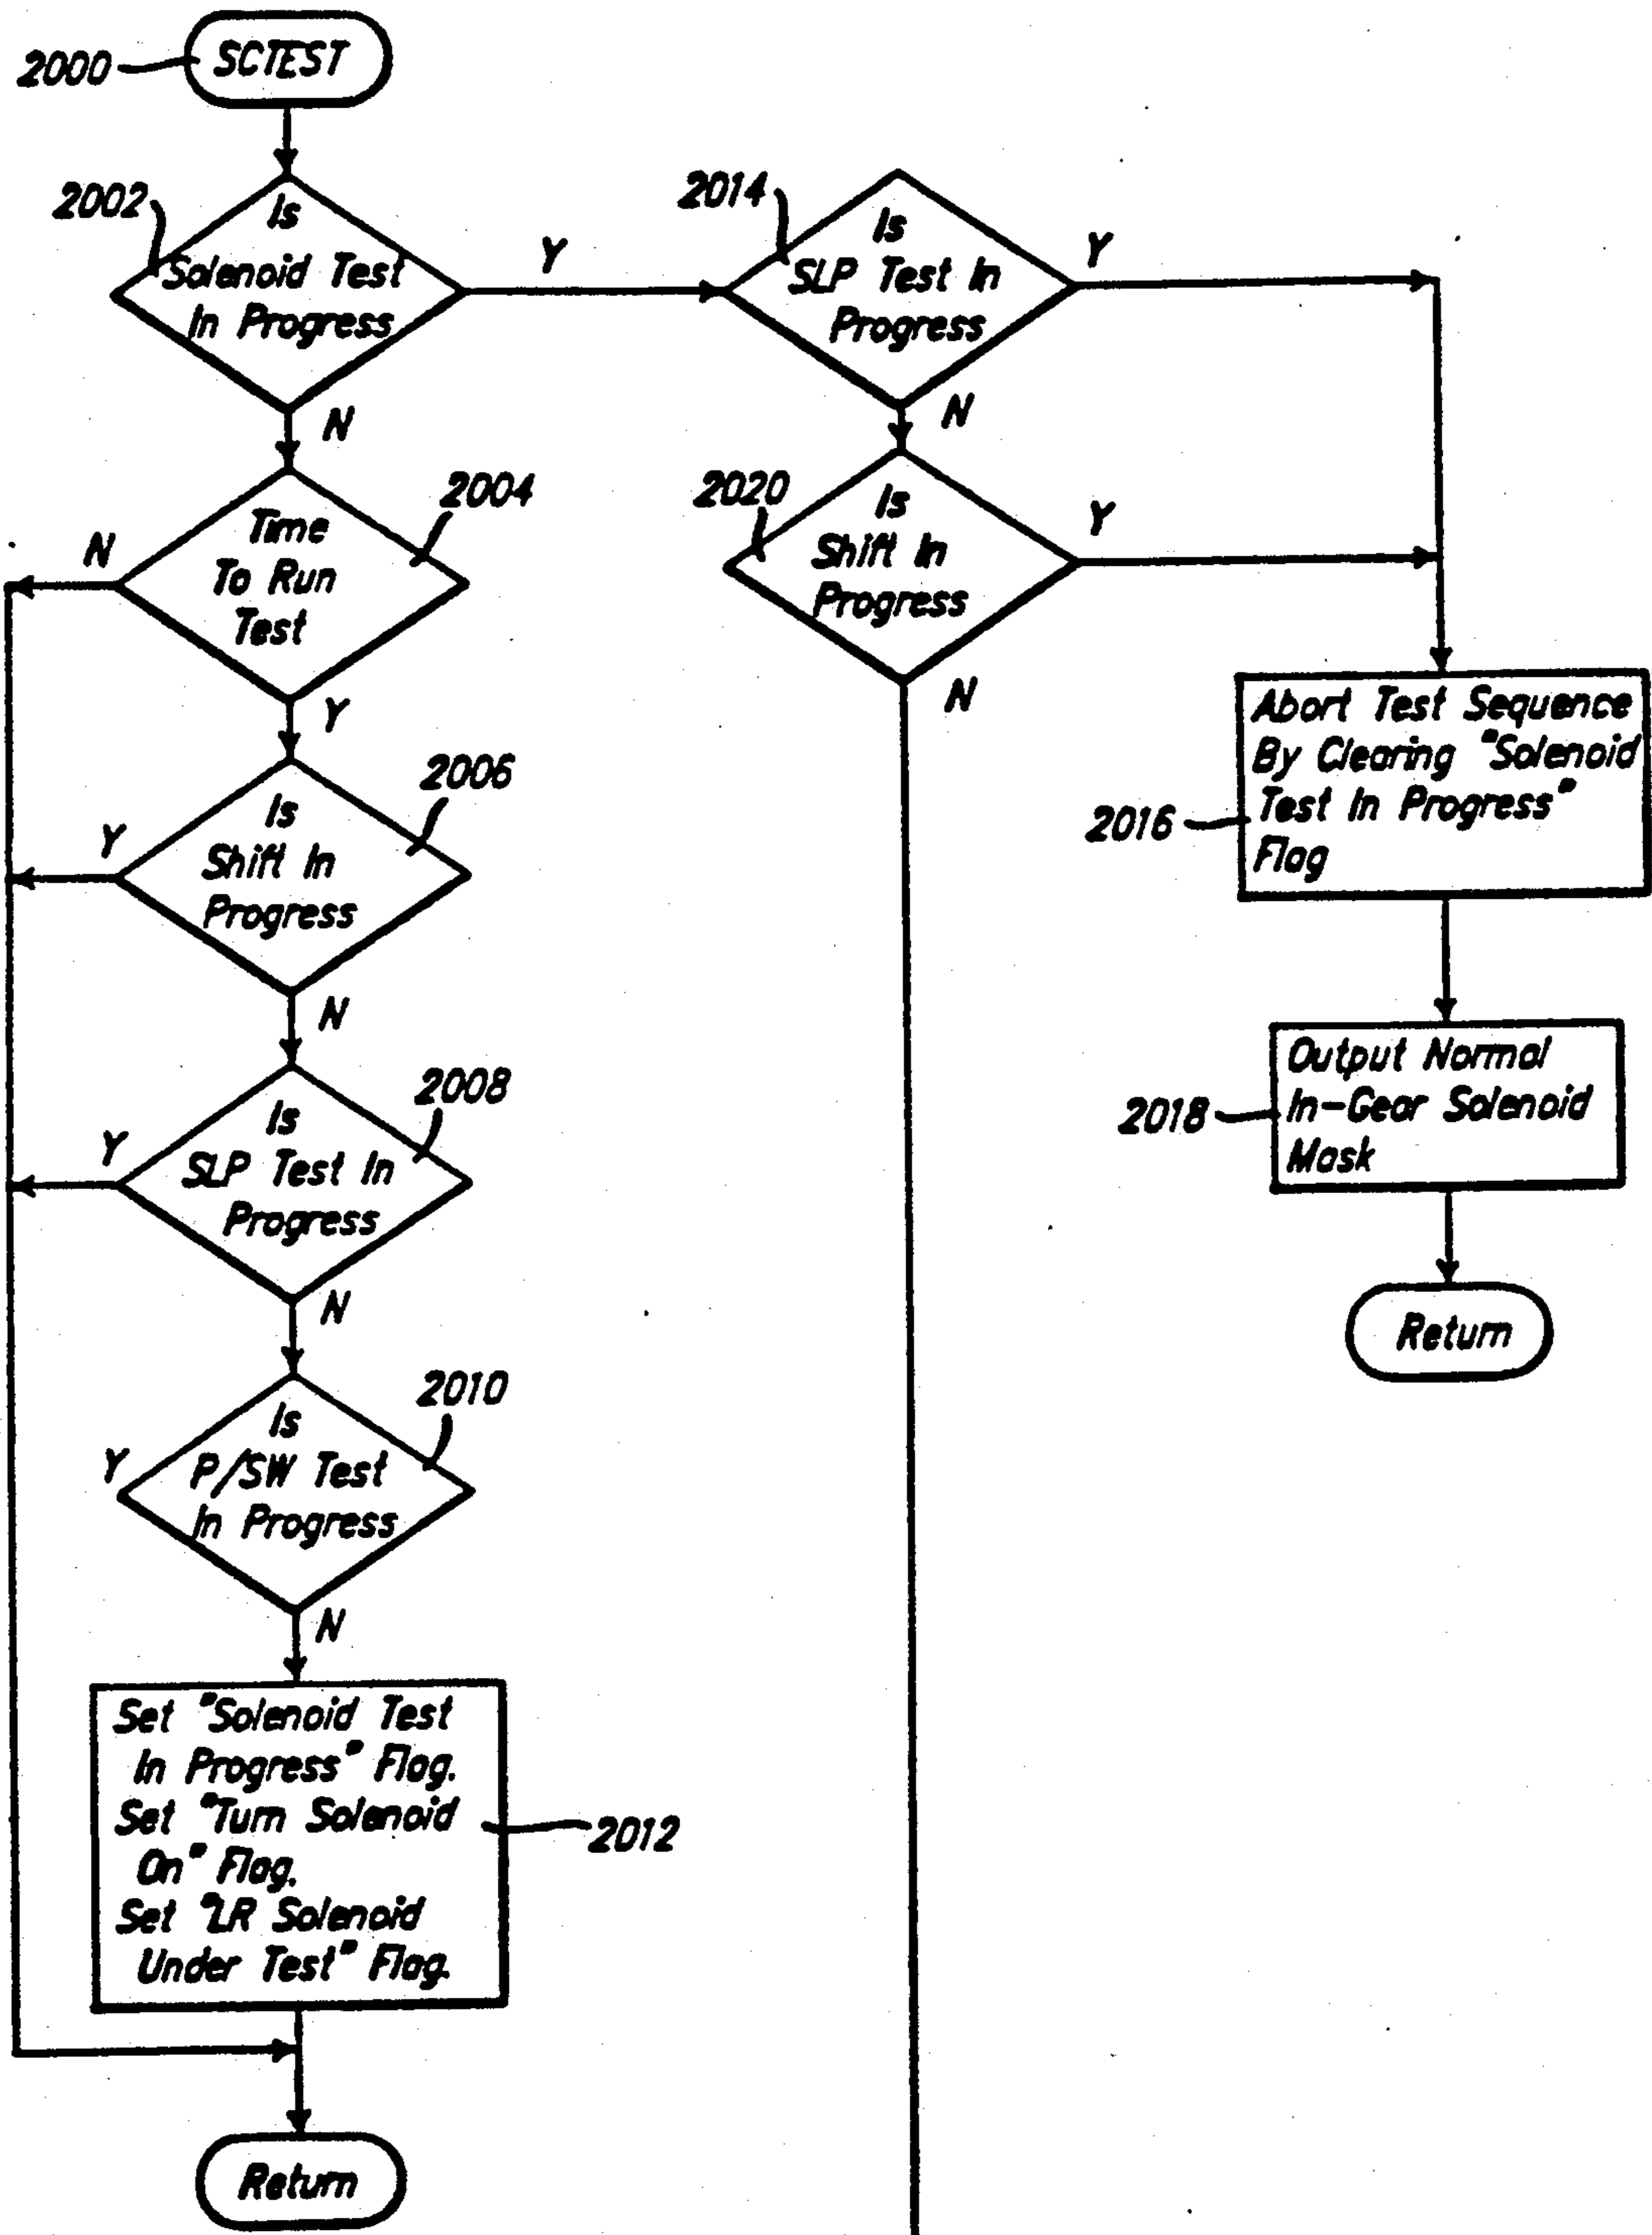 2000
SCTEST
2002
Is
Solenoid Test
In Progress
Y
N
2004
Time
To Run
Test
N
Y
2006
Is
Shift In
Progress
Y
N
2008
Is
SLP Test In
Progress
Y
N
2010
Is
P/SW Test
In Progress
Y
N
Set "Solenoid Test
In Progress" Flag.
Set "Turn Solenoid
On" Flag.
Set "LR Solenoid
Under Test" Flag.
2012
Return
2014
Is
SLP Test In
Progress
Y
N
2020
Is
Shift In
Progress
Y
N
Abort Test Sequence
By Clearing "Solenoid
Test In Progress"
Flag
2016
Output Normal
In-Gear Solenoid
Mask
2018
Return